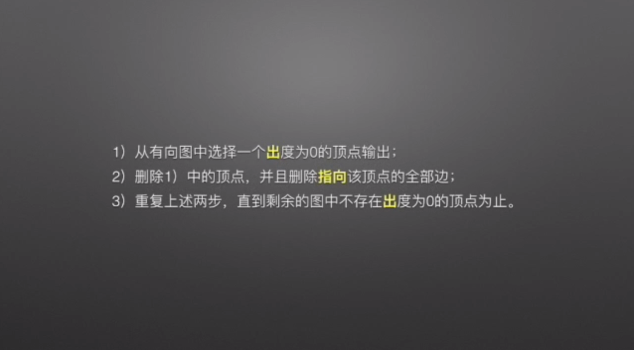 1）从有向图中选择一个出度为0的顶点输出；
2）删除1）中的顶点，并且删除指向该顶点的全部边；
3）重复上述两步，直到剩余的图中不存在出度为0的顶点为止。